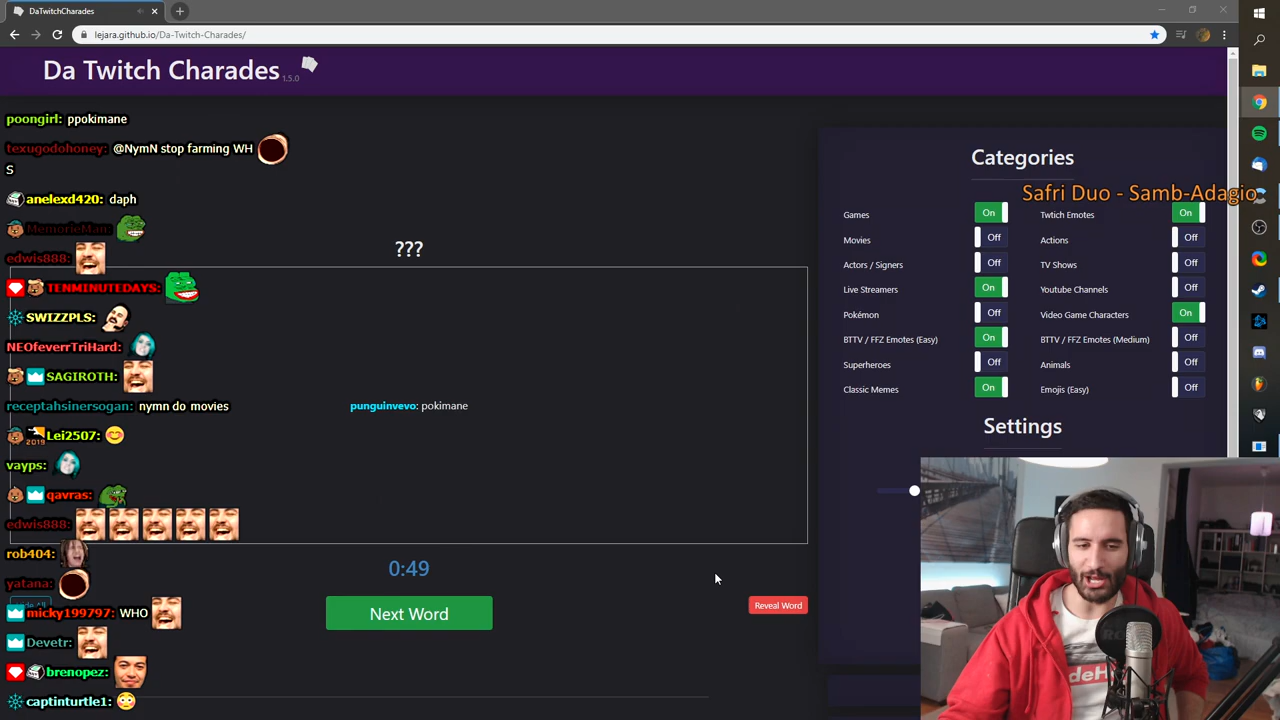 DaTwitchCharades
lejara.github.io/Da-Twitch-Charades/
Da Twitch Charades 1.5.0
poongirl: ppokimane
texugodohoney: @NymN stop farming WH
S
anelexd420: daph
MemorieMan:
edwis888:
TENMINUTEDAYS:
SWIZZPLS:
NEOfeverrTriHard:
SAGIROTH:
receptahsinersogan: nymn do movies
2019 Lei2507:
vayps:
qavras:
edwis888:
rob404:
yatana:
micky199797: WHO
Devetr:
brenopez:
captinturtle1:
???
punguinvevo: pokimane
0:49
Next Word
Reveal Word
Categories
Safri Duo - Samb-Adagio
Games On Twtich Emotes On
Movies Off Actions Off
Actors / Signers Off TV Shows Off
Live Streamers On Youtube Channels Off
Pokémon Off Video Game Characters On
BTTV / FFZ Emotes (Easy) On BTTV / FFZ Emotes (Medium) Off
Superheroes Off Animals Off
Classic Memes On Emojis (Easy) Off
Settings